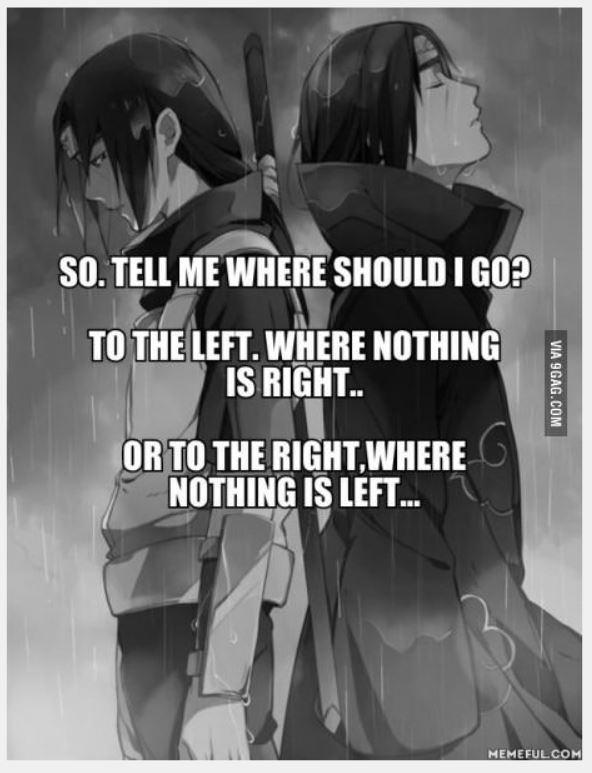 SO. TELL ME WHERE SHOULD I GO?
TO THE LEFT. WHERE NOTHING
IS RIGHT..
OR TO THE RIGHT,WHERE
NOTHING IS LEFT...
VIA 9GAG.COM
MEMEFUL.COM